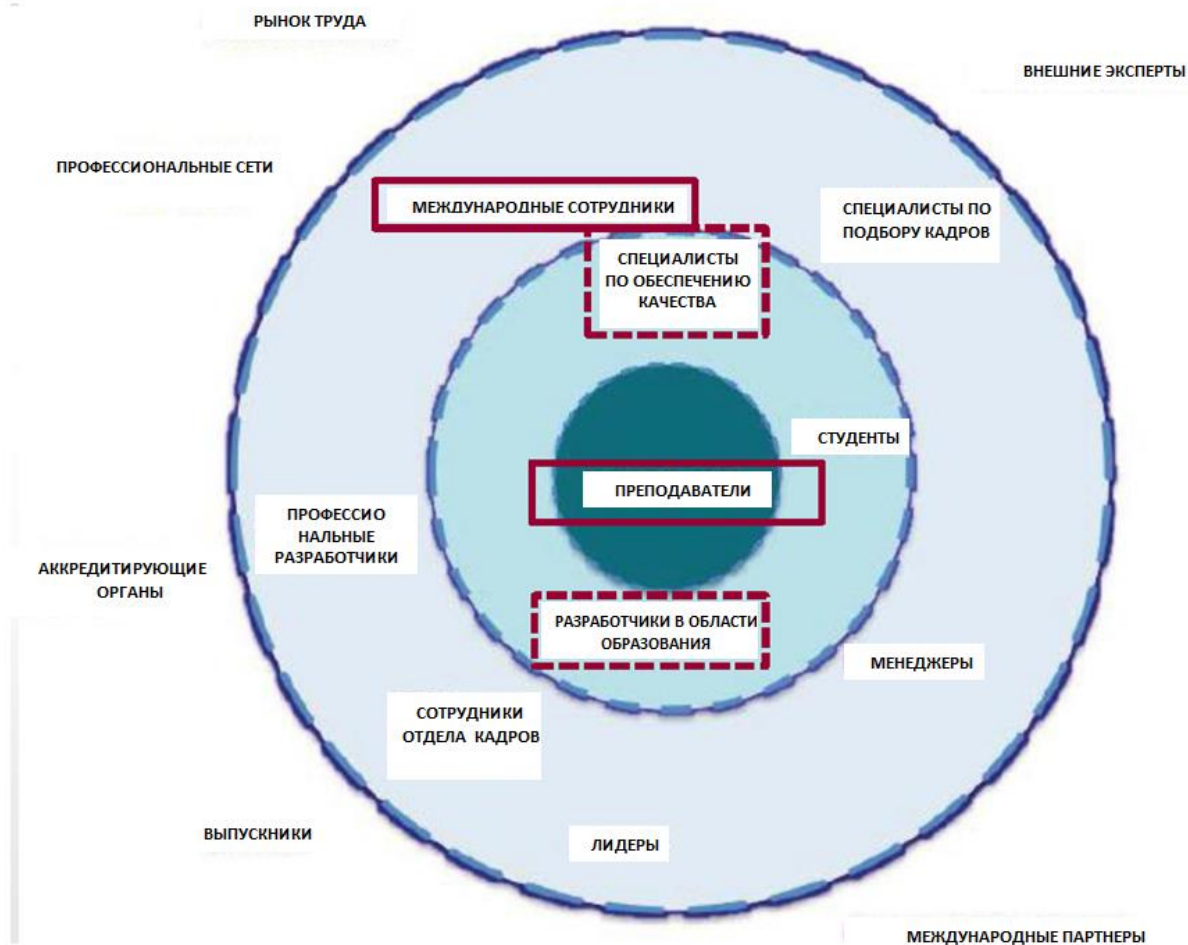 РЫНОК ТРУДА
ВНЕШНИЕ ЭКСПЕРТЫ
ПРОФЕССИОНАЛЬНЫЕ СЕТИ
МЕЖДУНАРОДНЫЕ СОТРУДНИКИ
СПЕЦИАЛИСТЫ ПО
ПОДБОРУ КАДРОВ
СПЕЦИАЛИСТЫ
ПО ОБЕСПЕЧЕНИЮ
КАЧЕСТВА
СТУДЕНТЫ
ПРЕПОДАВАТЕЛИ
ПРОФЕССИО
НАЛЬНЫЕ
РАЗРАБОТЧИКИ
АККРЕДИТИРУЮЩИЕ
ОРГАНЫ
РАЗРАБОТЧИКИ В ОБЛАСТИ
ОБРАЗОВАНИЯ
МЕНЕДЖЕРЫ
СОТРУДНИКИ
ОТДЕЛА КАДРОВ
ВЫПУСКНИКИ
ЛИДЕРЫ
МЕЖДУНАРОДНЫЕ ПАРТНЕРЫ